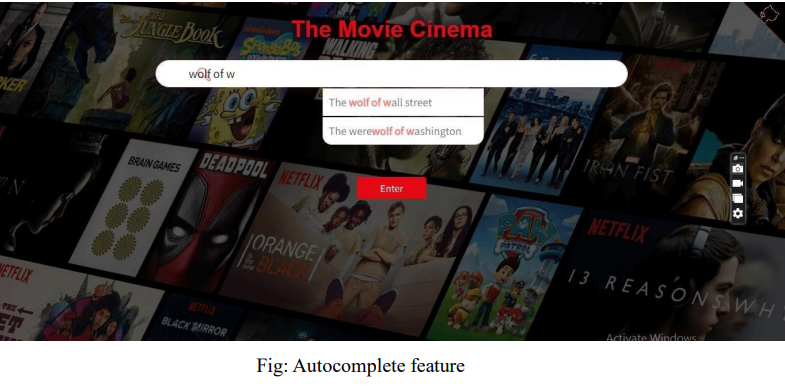 The Movie Cinema
JUNGLE BOOK
SPONGEBOB
WALKING
wolf of w
The wolf of wall street
The werewolf of washington
NETFLIX
IRON FIST
BRAIN GAMES
DEADPOOL
NETFLIX
Enter
ORANGE
is the new
BLACK
PAW
PATROL
NETFLIX
13 REASONS WHY
NETFLIX
NETFLIX
BLACK MIRROR
THE
Activate Windows
Fig: Autocomplete feature